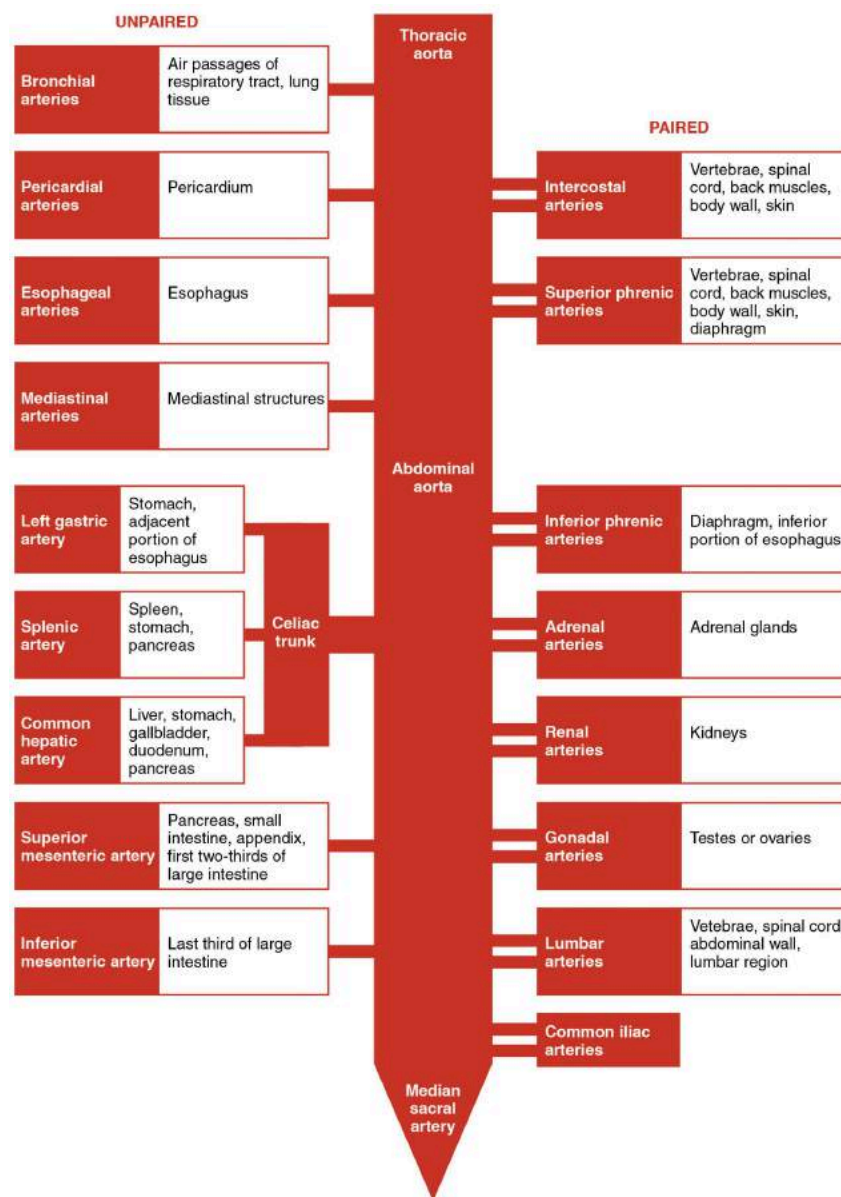 UNPAIRED
Thoracic
aorta
Bronchial
arteries
Air passages of
respiratory tract, lung
tissue
PAIRED
Pericardial
arteries
Pericardium
Intercostal
arteries
Vertebrae, spinal
cord, back muscles,
body wall, skin
Esophageal
arteries
Esophagus
Superior phrenic
arteries
Vertebrae, spinal
cord, back muscles,
body wall, skin,
diaphragm
Mediastinal
arteries
Mediastinal structures
Abdominal
aorta
Left gastric
artery
Stomach,
adjacent
portion of
esophagus
Inferior phrenic
arteries
Diaphragm, inferior
portion of esophagus
Splenic
artery
Spleen,
stomach,
pancreas
Celiac
trunk
Adrenal
arteries
Adrenal glands
Common
hepatic
artery
Liver, stomach,
gallbladder,
duodenum,
pancreas
Renal
arteries
Kidneys
Superior
mesenteric artery
Pancreas, small
intestine, appendix,
first two-thirds of
large intestine
Gonadal
arteries
Testes or ovaries
Inferior
mesenteric artery
Last third of large
intestine
Lumbar
arteries
Vetebrae, spinal cord
abdominal wall,
lumbar region
Common iliac
arteries
Median
sacral
artery